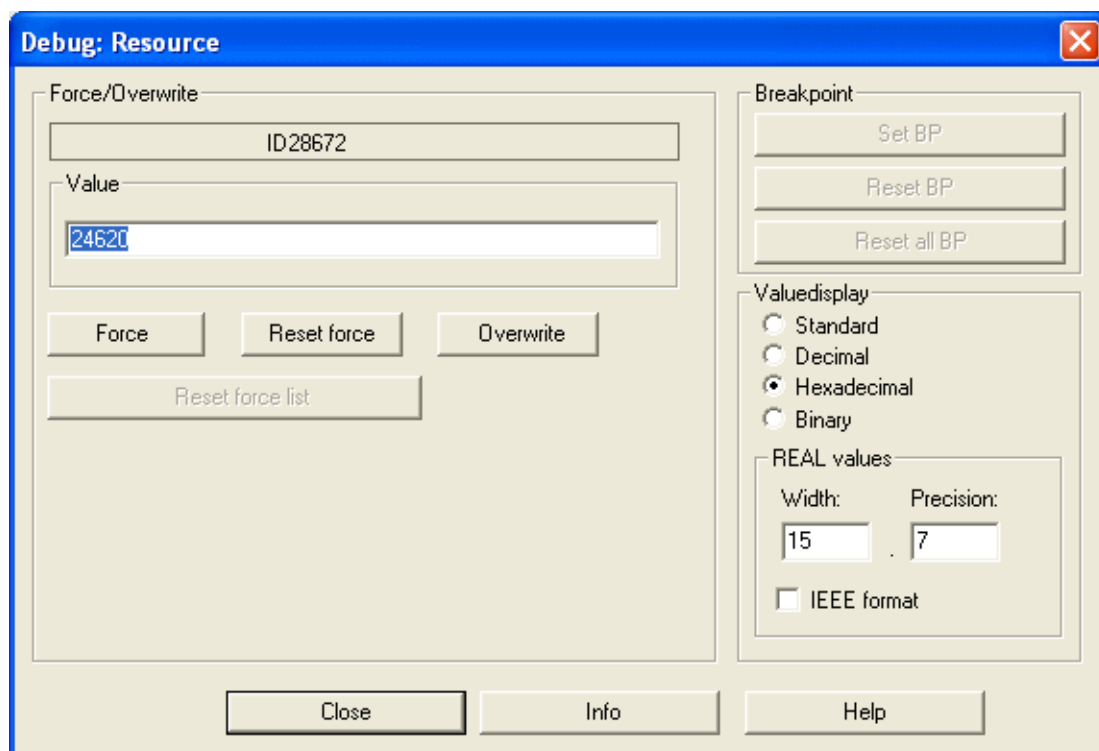 Debug: Resource
Force/Overwrite
ID28672
Value
24620
Force
Reset force
Overwrite
Reset force list
Breakpoint
Set BP
Reset BP
Reset all BP
Valuedisplay
Standard
Decimal
Hexadecimal
Binary
REAL values
Width: Precision:
15 . 7
IEEE format
Close Info Help